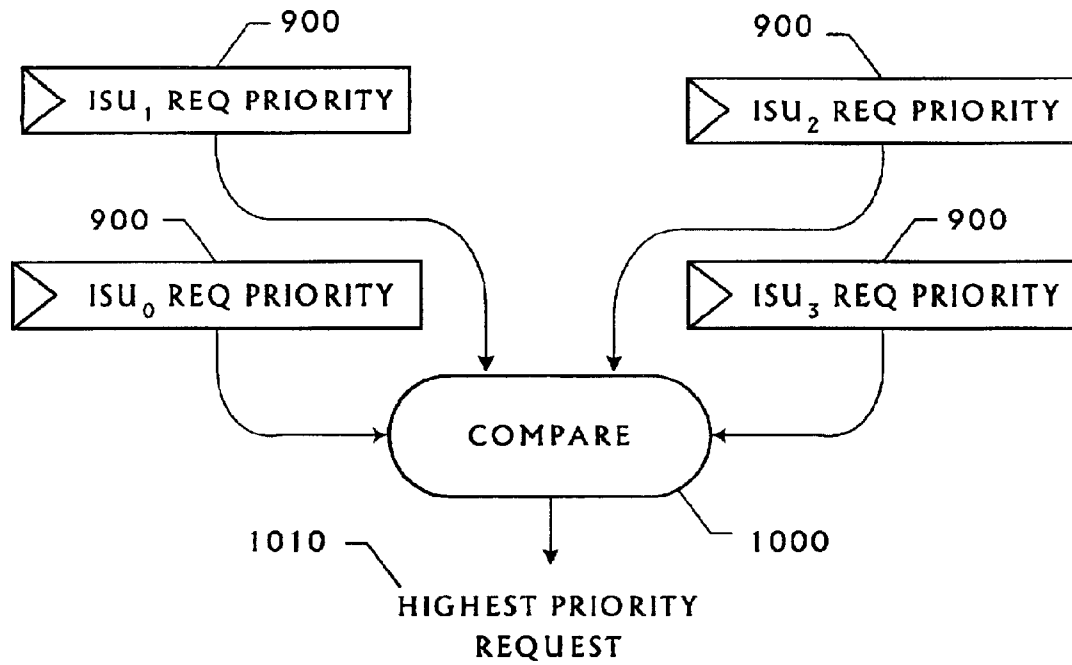 900
900
ISU₁ REQ PRIORITY
ISU₂ REQ PRIORITY
900
900
ISU₀ REQ PRIORITY
ISU₃ REQ PRIORITY
COMPARE
1010
1000
HIGHEST PRIORITY
REQUEST